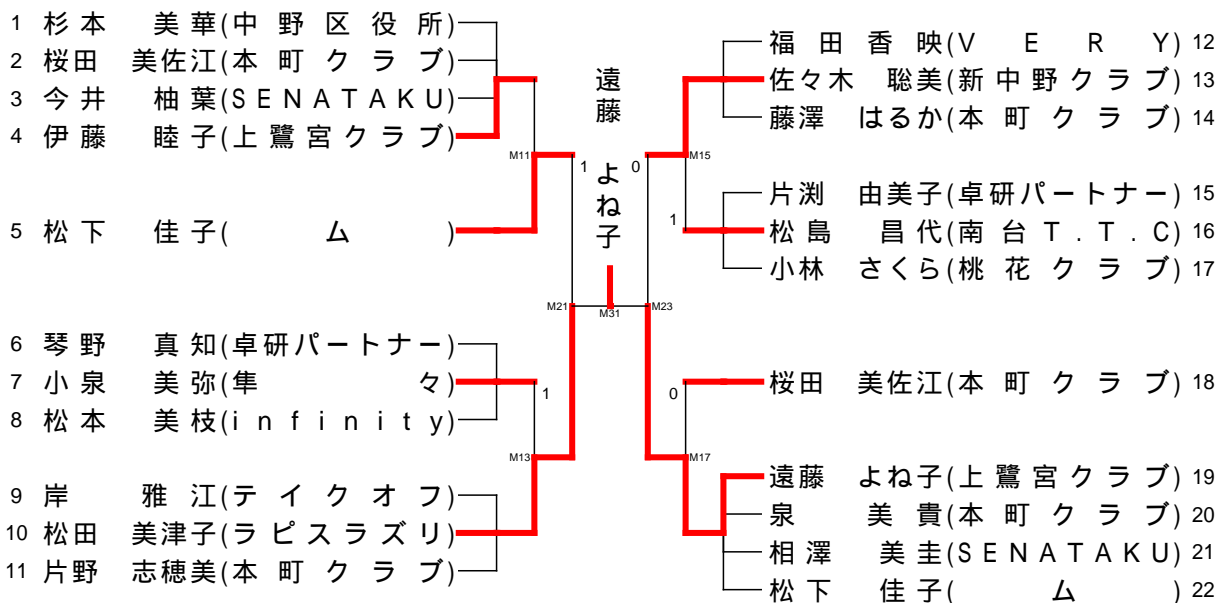 1 杉本 美華(中野区役所)
2 桜田 美佐江(本町クラブ)
3 今井 柚葉(SENATAKU)
4 伊藤 睦子(上鷺宮クラブ)
5 松下 佳子( ム )
6 琴野 真知(卓研パートナー)
7 小泉 美弥(隼 々)
8 松本 美枝(infinity)
9 岸 雅江(テイクオフ)
10 松田 美津子(ラピスラズリ)
11 片野 志穂美(本町クラブ)
M11
1
M21
1
M13
遠藤 よね子
M31
0
M15
1
M23
0
M17
福田香映(VERY) 12
佐々木 聡美(新中野クラブ) 13
藤澤 はるか(本町クラブ) 14
片渕 由美子(卓研パートナー) 15
松島 昌代(南台T.T.C) 16
小林 さくら(桃花クラブ) 17
桜田 美佐江(本町クラブ) 18
遠藤 よね子(上鷺宮クラブ) 19
泉 美貴(本町クラブ) 20
相澤 美圭(SENATAKU) 21
松下 佳子( ム ) 22